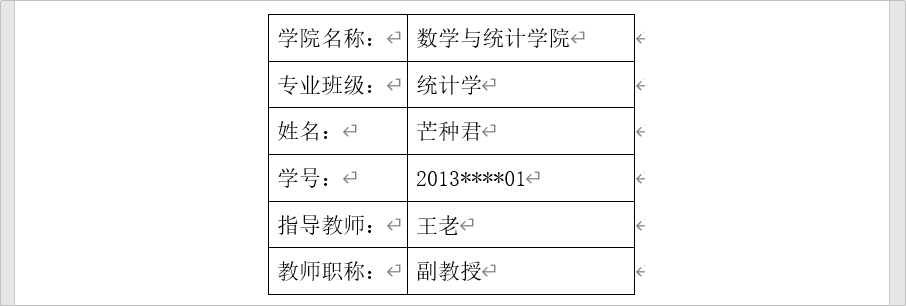 学院名称： 数学与统计学院
专业班级： 统计学
姓名： 芒种君
学号： 2013****01
指导教师： 王老
教师职称： 副教授